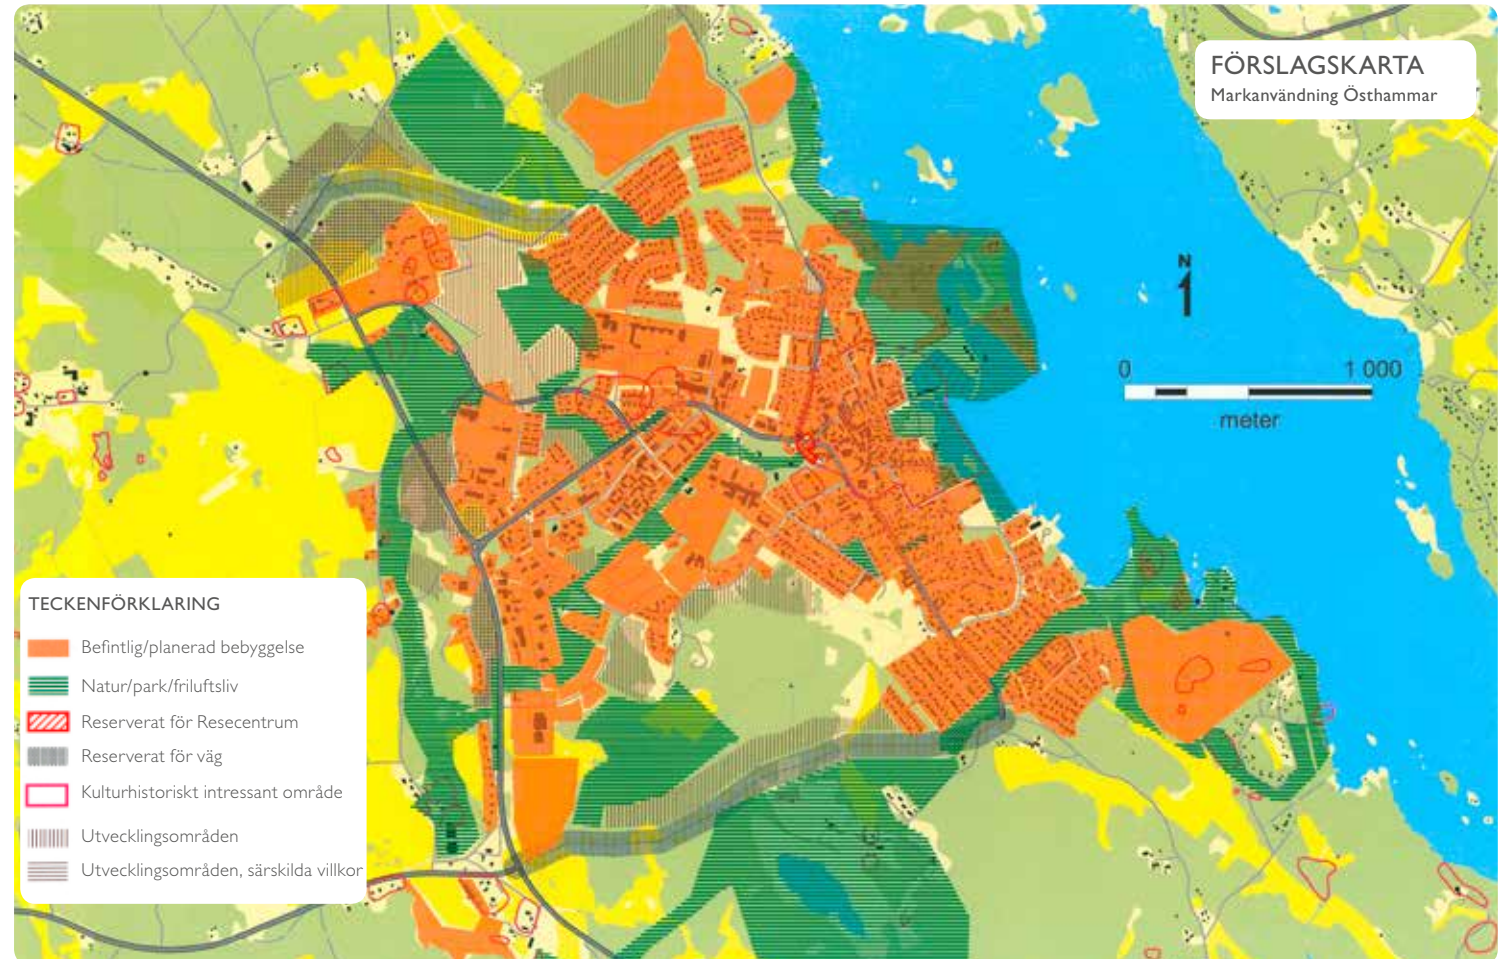 FÖRSLAGSKARTA
Markanvändning Östhammar
N
0 1 000
meter
TECKENFÖRKLARING
Befintlig/planerad bebyggelse
Natur/park/friluftsliv
Reserverat för Resecentrum
Reserverat för väg
Kulturhistoriskt intressant område
Utvecklingsområden
Utvecklingsområden, särskilda villkor